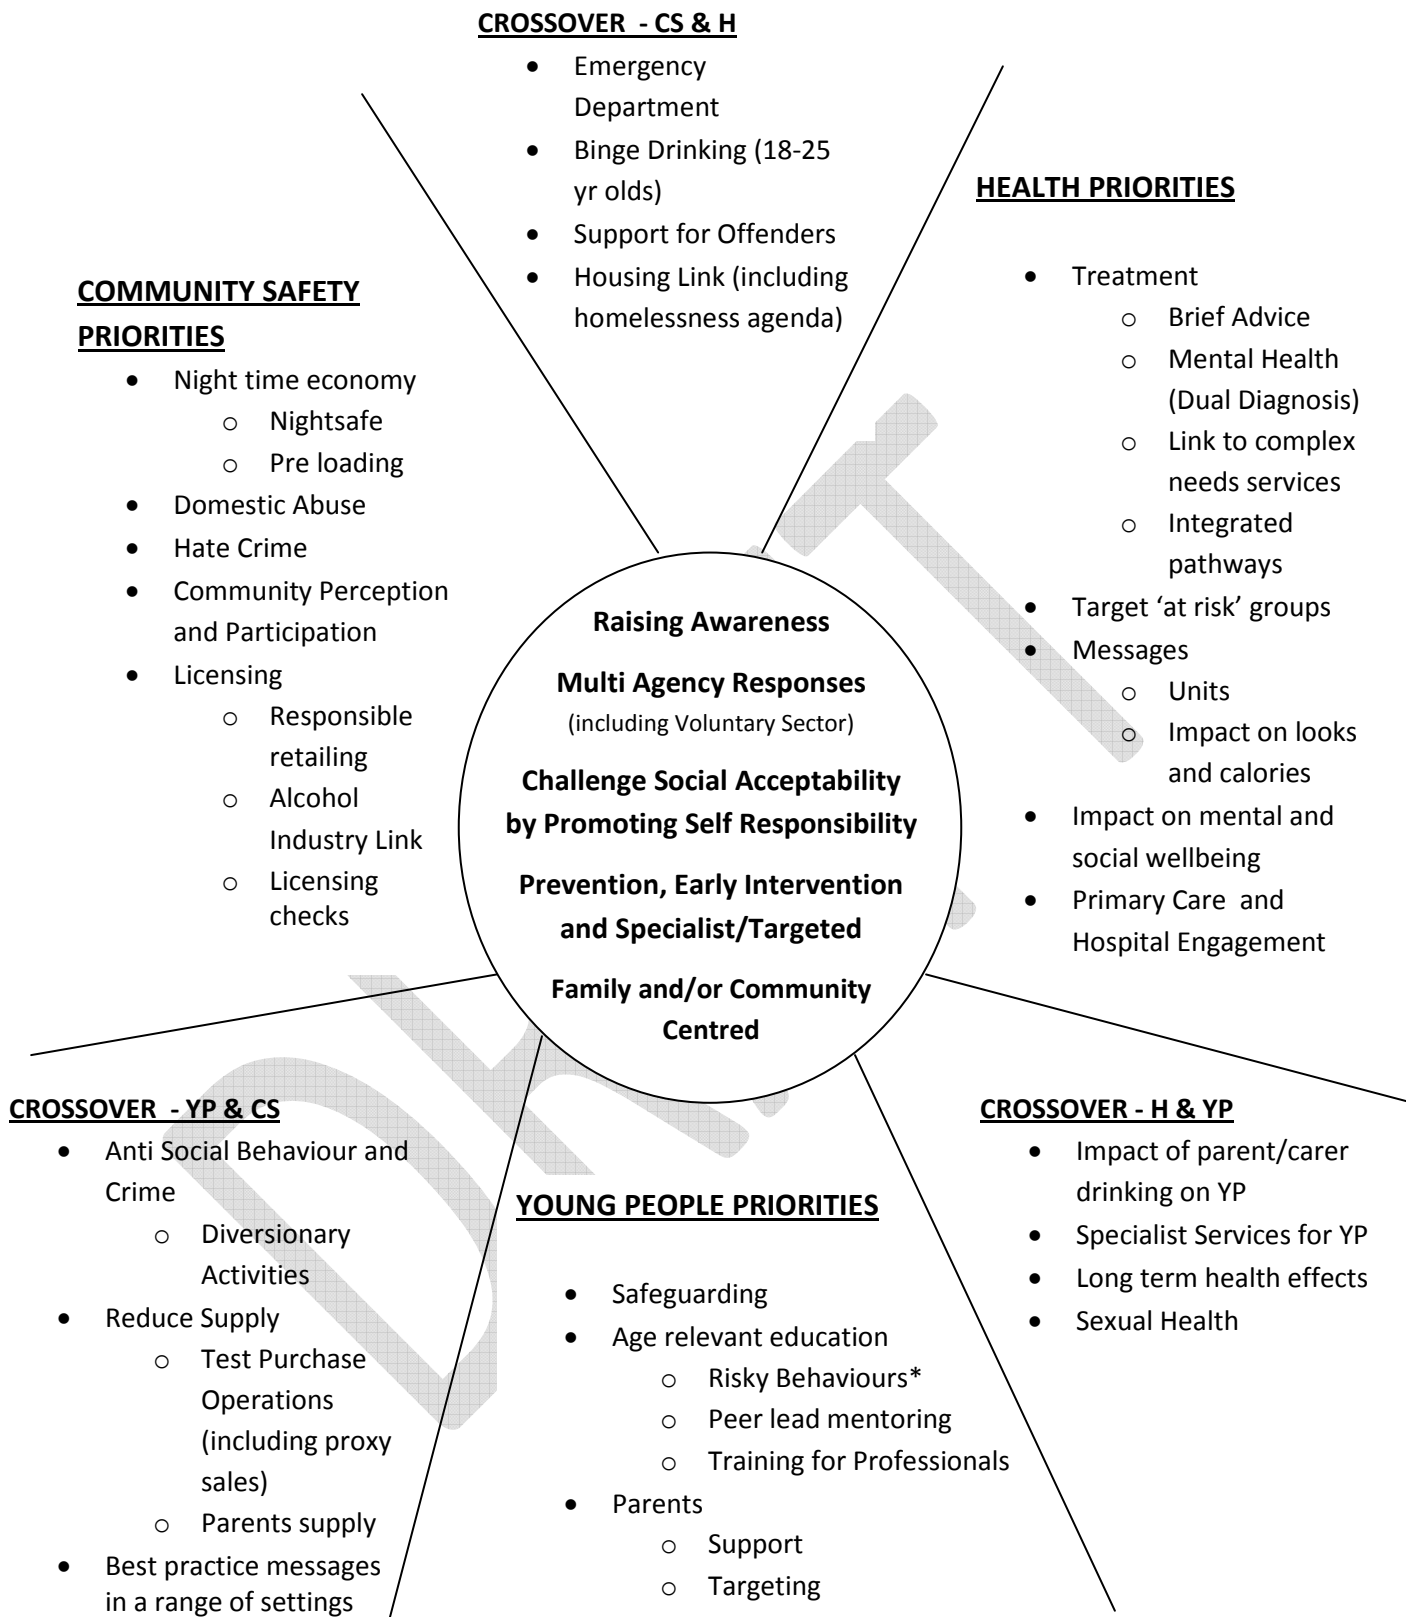 CROSSOVER - CS & H
• Emergency
Department
• Binge Drinking (18-25
yr olds)
• Support for Offenders
• Housing Link (including
homelessness agenda)
HEALTH PRIORITIES
• Treatment
o Brief Advice
o Mental Health
(Dual Diagnosis)
o Link to complex
needs services
o Integrated
pathways
• Target ‘at risk’ groups
• Messages
o Units
o Impact on looks
and calories
• Impact on mental and
social wellbeing
• Primary Care and
Hospital Engagement
COMMUNITY SAFETY
PRIORITIES
• Night time economy
o Nightsafe
o Pre loading
• Domestic Abuse
• Hate Crime
• Community Perception
and Participation
• Licensing
o Responsible
retailing
o Alcohol
Industry Link
o Licensing
checks
Raising Awareness
Multi Agency Responses
(including Voluntary Sector)
Challenge Social Acceptability
by Promoting Self Responsibility
Prevention, Early Intervention
and Specialist/Targeted
Family and/or Community
Centred
CROSSOVER - YP & CS
• Anti Social Behaviour and
Crime
o Diversionary
Activities
• Reduce Supply
o Test Purchase
Operations
(including proxy
sales)
o Parents supply
• Best practice messages
in a range of settings
YOUNG PEOPLE PRIORITIES
• Safeguarding
• Age relevant education
o Risky Behaviours*
o Peer lead mentoring
o Training for Professionals
• Parents
o Support
o Targeting
CROSSOVER - H & YP
• Impact of parent/carer
drinking on YP
• Specialist Services for YP
• Long term health effects
• Sexual Health
DRAFT